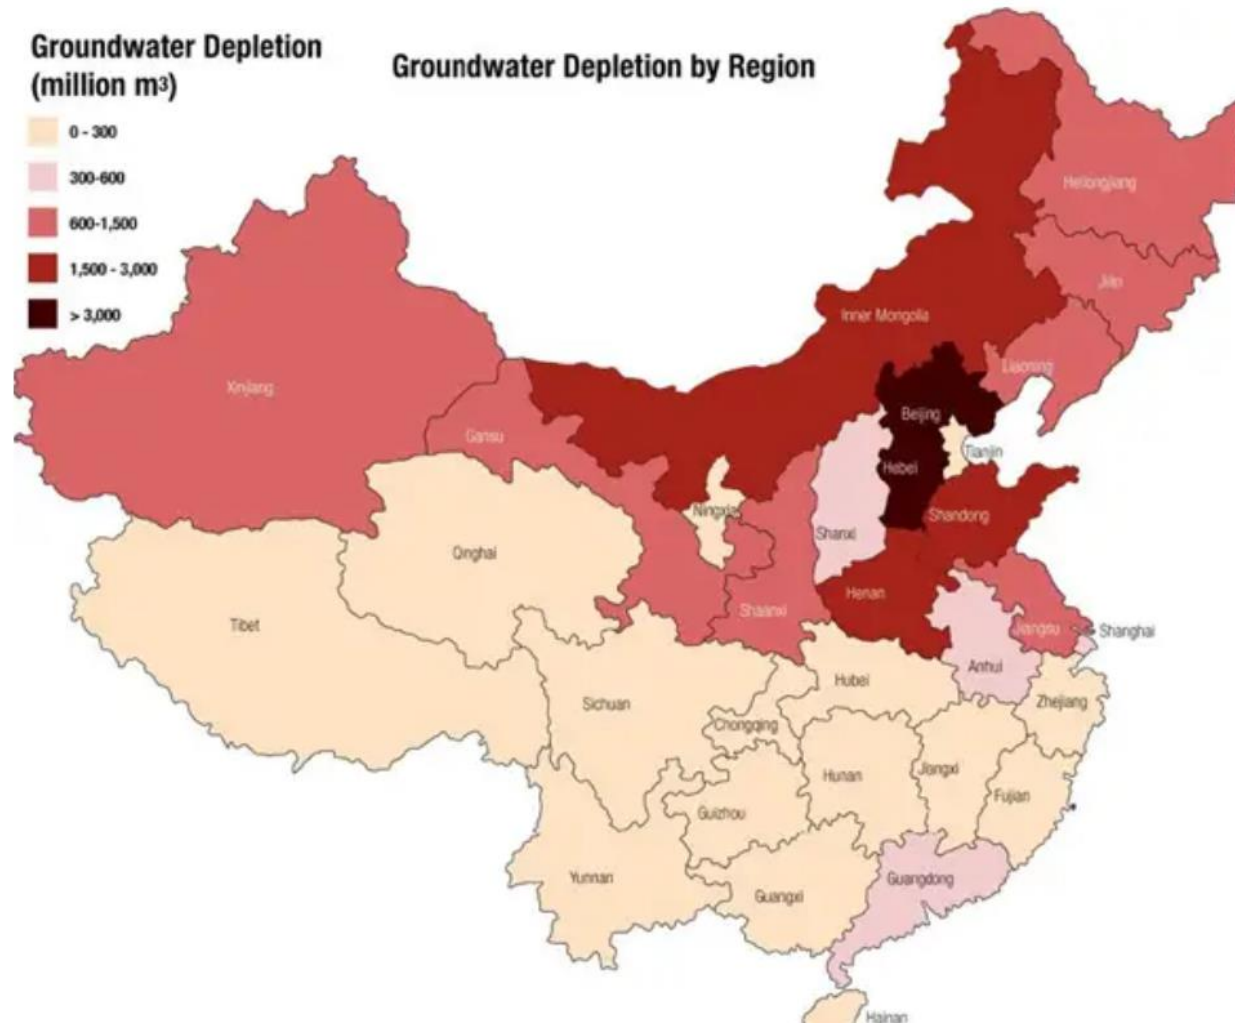 Groundwater Depletion
(million m³)
Groundwater Depletion by Region
0 - 300
300-600
600-1,500
1,500 - 3,000
> 3,000
Heilongjiang
Jilin
Inner Mongolia
Liaoning
Xinjiang
Beijing
Gansu
Tianjin
Hebei
Ningxia
Shandong
Shanxi
Qinghai
Henan
Shaanxi
Tibet
Jiangsu
Shanghai
Anhui
Hubei
Sichuan
Zhejiang
Chongqing
Jiangxi
Hunan
Fujian
Guizhou
Yunnan
Guangdong
Guangxi
Hainan